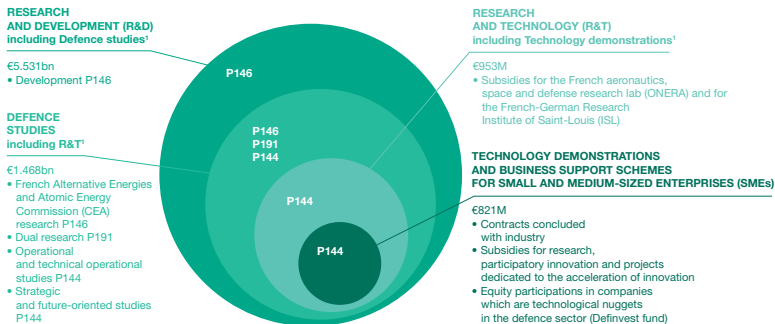 RESEARCH
AND DEVELOPMENT (R&D)
including Defence studies¹
€5.531bn
• Development P146
DEFENCE
STUDIES
including R&T¹
€1.468bn
• French Alternative Energies
and Atomic Energy
Commission (CEA)
research P146
• Dual research P191
• Operational
and technical operational
studies P144
• Strategic
and future-oriented studies
P144
P146
P146
P191
P144
P144
P144
RESEARCH
AND TECHNOLOGY (R&T)
including Technology demonstrations¹
€953M
• Subsidies for the French aeronautics,
space and defense research lab (ONERA) and for
the French-German Research
Institute of Saint-Louis (ISL)
TECHNOLOGY DEMONSTRATIONS
AND BUSINESS SUPPORT SCHEMES
FOR SMALL AND MEDIUM-SIZED ENTERPRISES (SMEs)
€821M
• Contracts concluded
with industry
• Subsidies for research,
participatory innovation and projects
dedicated to the acceleration of innovation
• Equity participations in companies
which are technological nuggets
in the defence sector (Definvest fund)